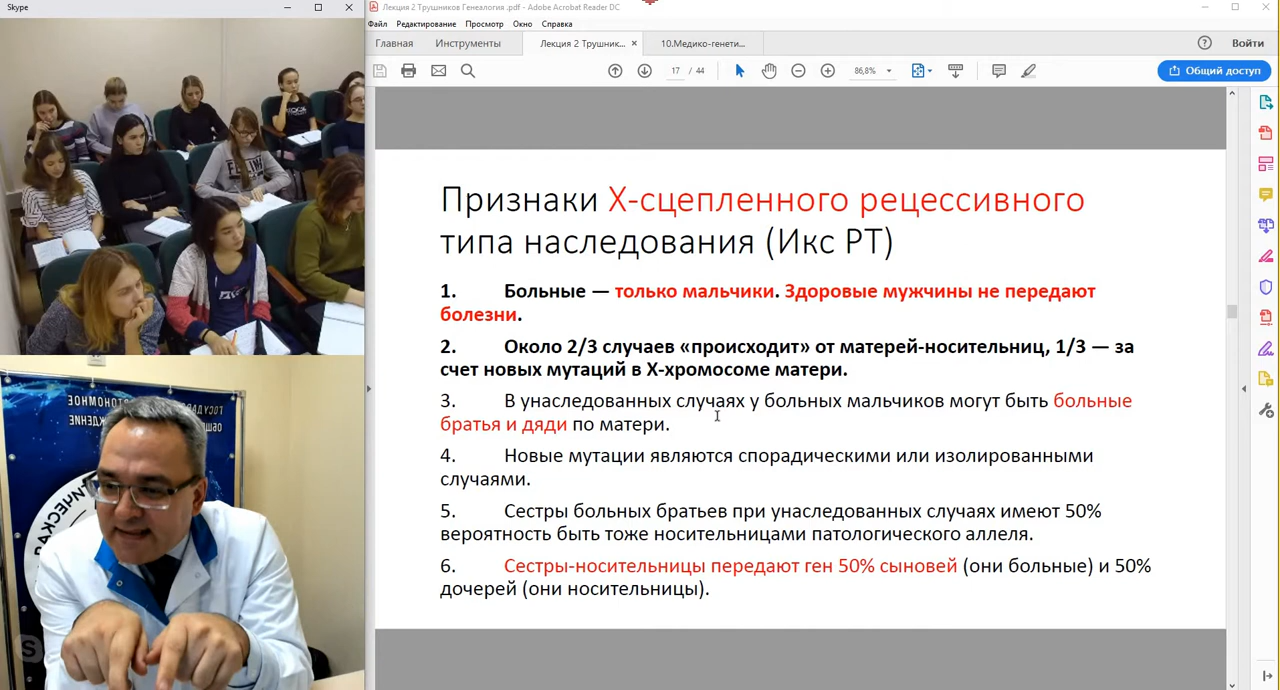 Skype
Лекция 2 Трушников Генеалогия .pdf - Adobe Acrobat Reader DC
Файл Редактирование Просмотр Окно Справка
Главная Инструменты Лекция 2 Трушник... 10.Медико-генети... Войти
17 / 44 86,8% Общий доступ
Признаки Х-сцепленного рецессивного
типа наследования (Икс РТ)
1. Больные — только мальчики. Здоровые мужчины не передают
болезни.
2. Около 2/3 случаев «происходит» от матерей-носительниц, 1/3 — за
счет новых мутаций в Х-хромосоме матери.
3. В унаследованных случаях у больных мальчиков могут быть больные
братья и дяди по матери.
4. Новые мутации являются спорадическими или изолированными
случаями.
5. Сестры больных братьев при унаследованных случаях имеют 50%
вероятность быть тоже носительницами патологического аллеля.
6. Сестры-носительницы передают ген 50% сыновей (они больные) и 50%
дочерей (они носительницы).